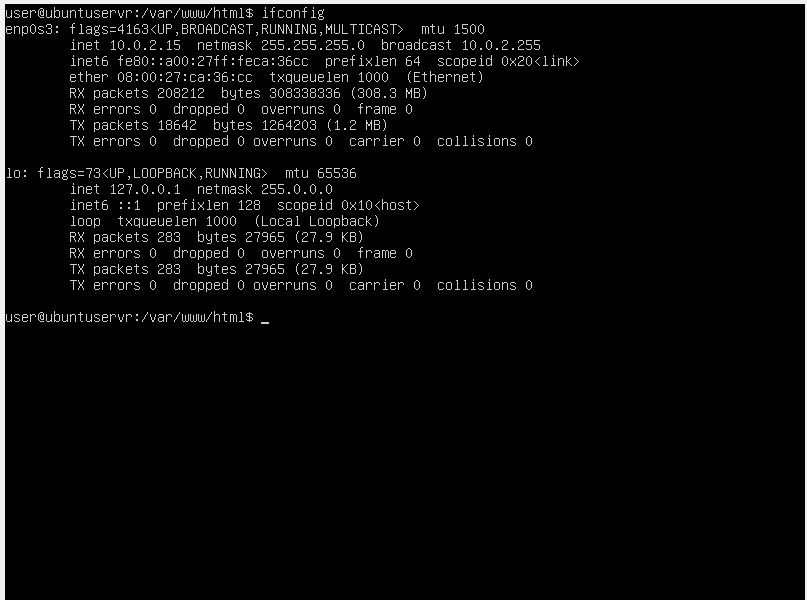 user@ubuntuservr:/var/www/html$ ifconfig
enp0s3: flags=4163<UP,BROADCAST,RUNNING,MULTICAST>  mtu 1500
        inet 10.0.2.15  netmask 255.255.255.0  broadcast 10.0.2.255
        inet6 fe80::a00:27ff:feca:36cc  prefixlen 64  scopeid 0x20<link>
        ether 08:00:27:ca:36:cc  txqueuelen 1000  (Ethernet)
        RX packets 208212  bytes 308338336 (308.3 MB)
        RX errors 0  dropped 0  overruns 0  frame 0
        TX packets 18642  bytes 1264203 (1.2 MB)
        TX errors 0  dropped 0 overruns 0  carrier 0  collisions 0

lo: flags=73<UP,LOOPBACK,RUNNING>  mtu 65536
        inet 127.0.0.1  netmask 255.0.0.0
        inet6 ::1  prefixlen 128  scopeid 0x10<host>
        loop  txqueuelen 1000  (Local Loopback)
        RX packets 283  bytes 27965 (27.9 KB)
        RX errors 0  dropped 0  overruns 0  frame 0
        TX packets 283  bytes 27965 (27.9 KB)
        TX errors 0  dropped 0 overruns 0  carrier 0  collisions 0

user@ubuntuservr:/var/www/html$ _